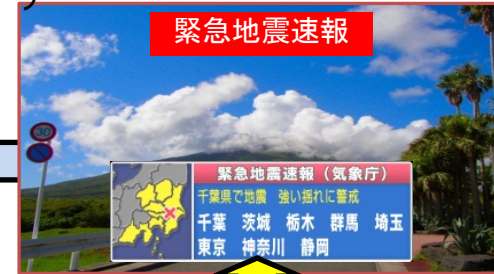 緊急地震速報
30
緊急地震速報（気象庁）
千葉県で地震 強い揺れに警戒
千葉 茨城 栃木 群馬 埼玉
東京 神奈川 静岡